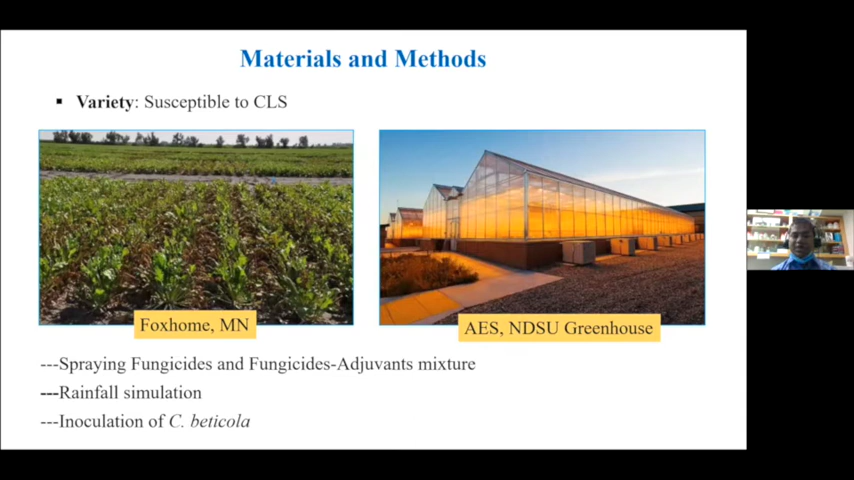 Materials and Methods
▪ Variety: Susceptible to CLS
Foxhome, MN
AES, NDSU Greenhouse
---Spraying Fungicides and Fungicides-Adjuvants mixture
---Rainfall simulation
---Inoculation of C. beticola